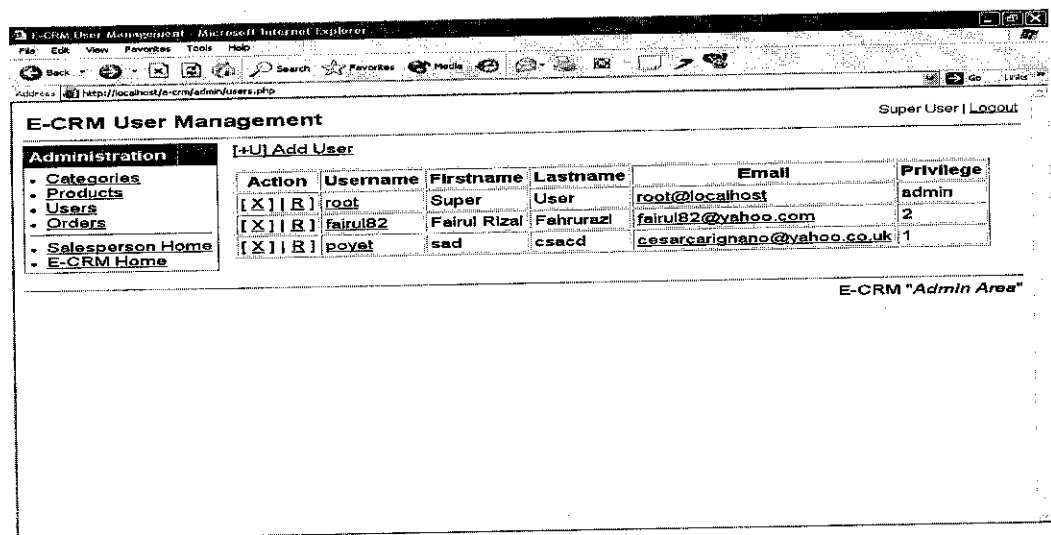 E-CRM User Management - Microsoft Internet Explorer
File Edit View Favorites Tools Help
Back Search Favorites Media
Address http://localhost/e-crm/admin/users.php Go Links
E-CRM User Management
Super User | Logout
Administration
Categories
Products
Users
Orders
Salesperson Home
E-CRM Home
[+U] Add User
Action Username Firstname Lastname Email Privilege
[ X ] | R ] root Super User root@localhost admin
[ X ] | R ] fairul82 Fairul Rizal Fahrurazi fairul82@yahoo.com 2
[ X ] | R ] poyet sad csacd cesarcarignano@yahoo.co.uk 1
E-CRM "Admin Area"